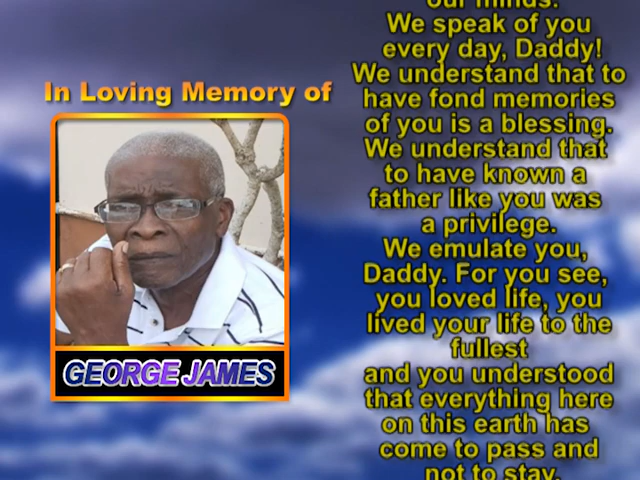 In Loving Memory of
GEORGE JAMES
our minds.
We speak of you
every day, Daddy!
We understand that to
have fond memories
of you is a blessing.
We understand that
to have known a
father like you was
a privilege.
We emulate you,
Daddy. For you see,
you loved life, you
lived your life to the
fullest
and you understood
that everything here
on this earth has
come to pass and
not to stay.